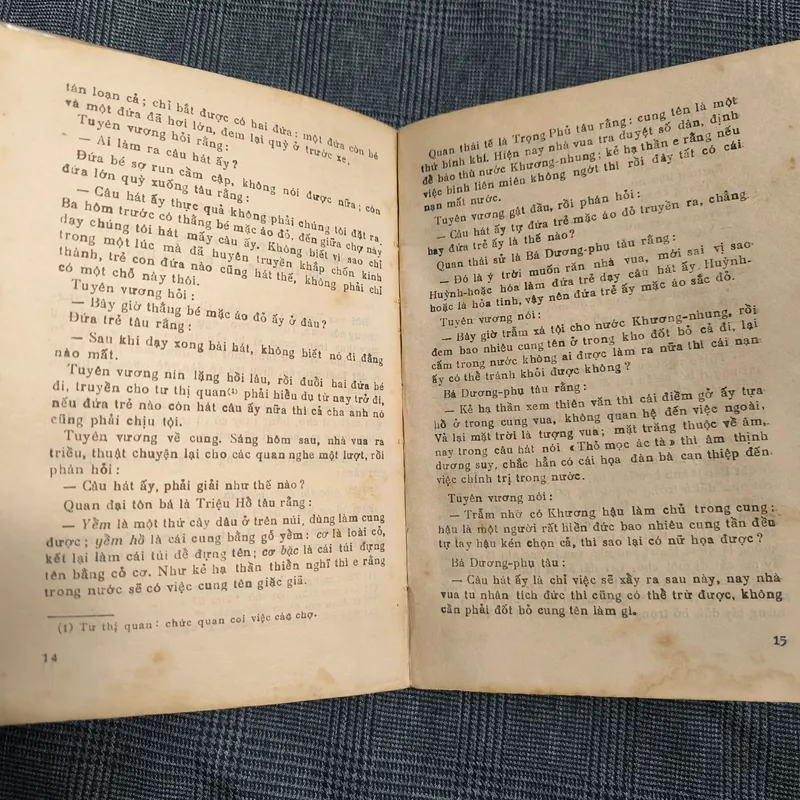 tán loạn cả; chỉ bắt được có hai đứa: một đứa còn bé
và một đứa đã hơi lớn, đem lại quỳ ở trước xe.
Tuyên vương hỏi rằng:
— Ai làm ra câu hát ấy?
Đứa bé sợ run cầm cập, không nói được nữa; còn
đứa lớn quỳ xuống tâu rằng:
— Câu hát ấy thực quả không phải chúng tôi đặt ra.
Ba hôm trước có thằng bé mặc áo đỏ, đến giữa chợ này
dạy chúng tôi hát mấy câu ấy. Không biết vì sao chỉ
trong một lúc mà đã huyên truyền khắp chốn kinh
thành, trẻ con đứa nào cũng hát thế, không phải chỉ
có một chỗ này thôi.
Tuyên vương hỏi:
— Bây giờ thằng bé mặc áo đỏ ấy ở đâu?
Đứa trẻ tâu rằng:
— Sau khi dạy xong bài hát, không biết nó đi đằng
nào mất.
Tuyên vương nín lặng hồi lâu, rồi đuổi hai đứa bé
đi, truyền cho tư thị quan(1) phải hiểu dụ từ nay trở đi,
nếu đứa trẻ nào còn hát câu ấy nữa thì cả cha anh nó
cũng phải chịu tội.
Tuyên vương về cung. Sáng hôm sau, nhà vua ra
triều, thuật chuyện lại cho các quan nghe một lượt, rồi
phán hỏi:
— Câu hát ấy, phải giải như thế nào?
Quan đại tôn bá là Triệu Hồ tâu rằng:
— Yểm là một thứ cây dâu ở trên núi, dùng làm cung
được; yểm hồ là cái cung bằng gỗ yểm: cơ là loài cỏ,
kết lại làm cái túi để đựng tên; cơ bặc là cái túi đựng
tên bằng cỏ cơ. Như kẻ hạ thần thiển nghĩ thì e rằng
trong nước sẽ có việc cung tên giặc giã.
(1) Tư thị quan: chức quan coi việc các chợ.
14
Quan thái tể là Trọng Phủ tâu rằng: cung tên là một
thứ binh khí. Hiện nay nhà vua tra duyệt số dân, định
để báo thù nước Khương-nhung; kẻ hạ thần e rằng nếu
việc binh liên miên không ngớt thì rồi đây tất có cái
nạn mất nước.
Tuyên vương gật đầu, rồi phán hỏi:
— Câu hát ấy tự đứa trẻ mặc áo đỏ truyền ra, chẳng
hay đứa trẻ ấy là thế nào?
Quan thái sử là Bá Dương-phụ tâu rằng:
— Đó là ý trời muốn răn nhà vua, mới sai vị sao
Huỳnh-hoặc hóa làm đứa trẻ dạy câu hát ấy. Huỳnh-
hoặc là hỏa tinh, vậy nên đứa trẻ ấy mặc áo sắc đỏ.
Tuyên vương nói:
— Bây giờ trẫm xá tội cho nước Khương-nhung, rồi
đem bao nhiêu cung tên ở trong kho đốt bỏ cả đi, lại
cấm trong nước không ai được làm ra nữa thì cái nạn
ấy có thể tránh khỏi được không?
Bá Dương-phụ tâu rằng:
— Kẻ hạ thần xem thiên văn thì cái điềm gở ấy tựa
hồ ở trong cung vua, không quan hệ đến việc ngoài,
Vả lại mặt trời là tượng vua; mặt trăng thuộc về âm,
nay trong câu hát nói «Thỏ mọc ác tà» thì âm thịnh
dương suy, chắc hẳn có cái họa đàn bà can thiệp đến
việc chính trị trong nước.
Tuyên vương nói:
— Trẫm nhờ có Khương hậu làm chủ trong cung;
hậu là một người rất hiền đức bao nhiêu cung tần đều
tự tay hậu kén chọn cả, thì sao lại có nữ họa được?
Bá Dương-phụ tâu:
— Câu hát ấy là chỉ việc sẽ xẩy ra sau này, nay nhà
vua tu nhân tích đức thì cũng có thể trừ được, không
cần phải đốt bỏ cung tên làm gì.
15